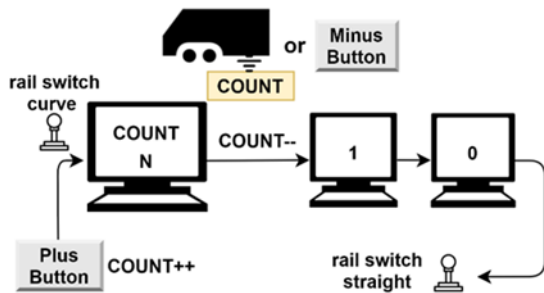 or
Minus
Button
COUNT
rail switch
curve
COUNT
N
COUNT--
1
0
Plus
Button
COUNT++
rail switch
straight